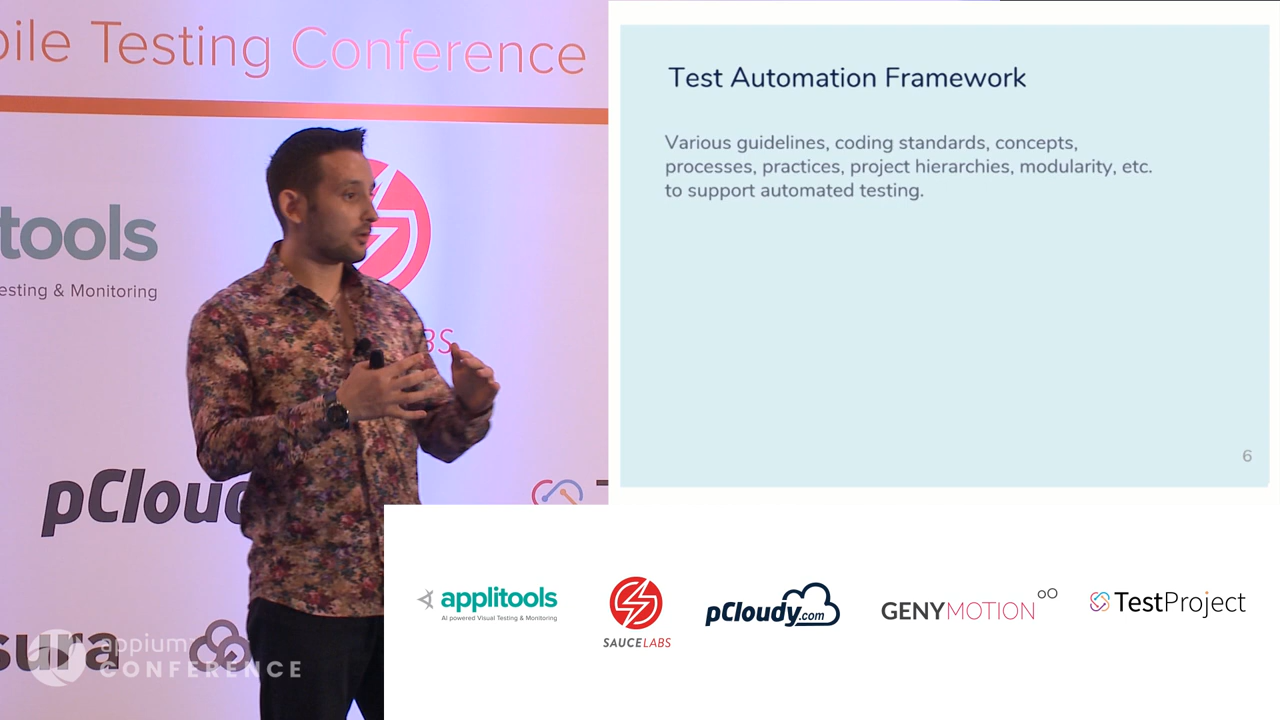 bile Testing Conference
tools
esting & Monitoring
BS
pCloud
sura
appium
CONFERENCE
Test Automation Framework
Various guidelines, coding standards, concepts,
processes, practices, project hierarchies, modularity, etc.
to support automated testing.
6
applitools
AI powered Visual Testing & Monitoring
SAUCELABS
pCloudy.com
GENYMOTION
TestProject